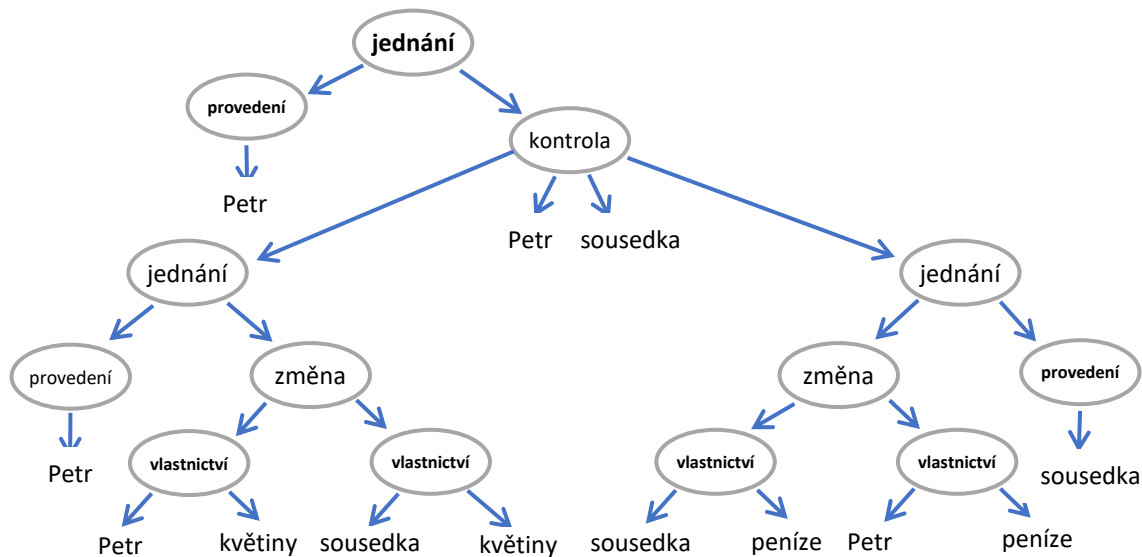 jednání
provedení
kontrola
Petr
Petr sousedka
jednání jednání
provedení změna změna provedení
Petr vlastnictví vlastnictví vlastnictví vlastnictví sousedka
Petr květiny sousedka květiny sousedka peníze Petr peníze